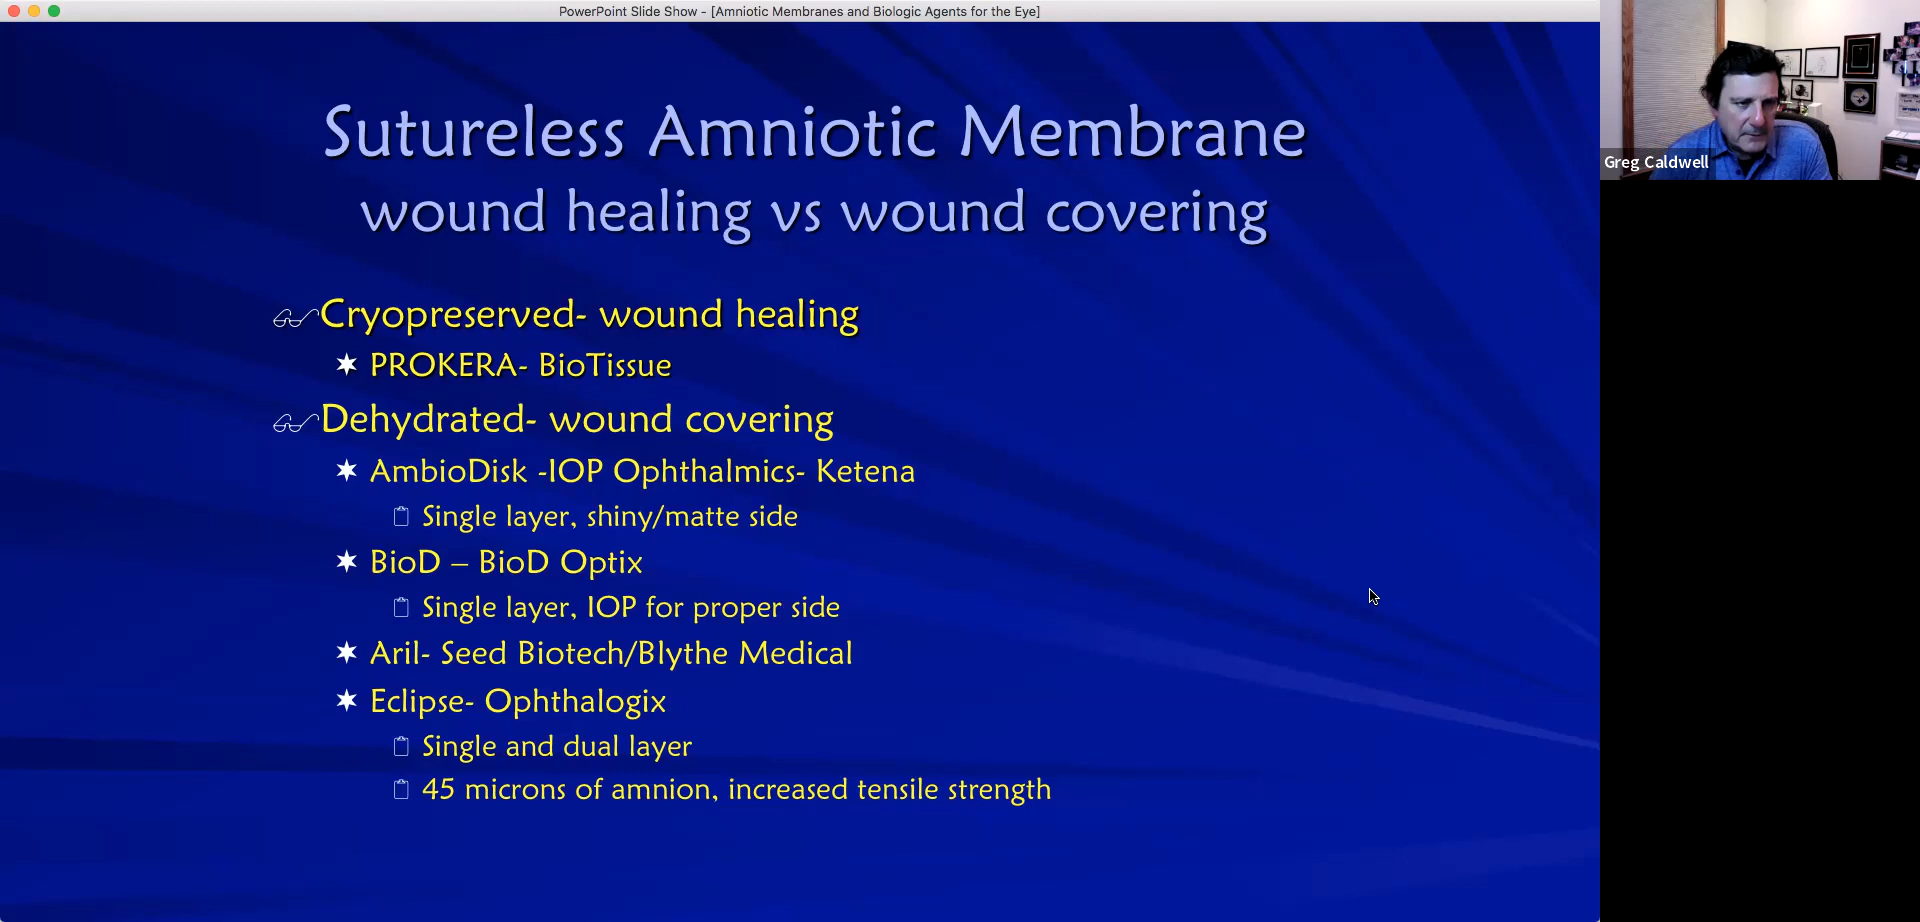 PowerPoint Slide Show - [Amniotic Membranes and Biologic Agents for the Eye]
Sutureless Amniotic Membrane
wound healing vs wound covering
Cryopreserved- wound healing
PROKERA- BioTissue
Dehydrated- wound covering
AmbioDisk -IOP Ophthalmics- Ketena
Single layer, shiny/matte side
BioD – BioD Optix
Single layer, IOP for proper side
Aril- Seed Biotech/Blythe Medical
Eclipse- Ophthalogix
Single and dual layer
45 microns of amnion, increased tensile strength
Greg Caldwell